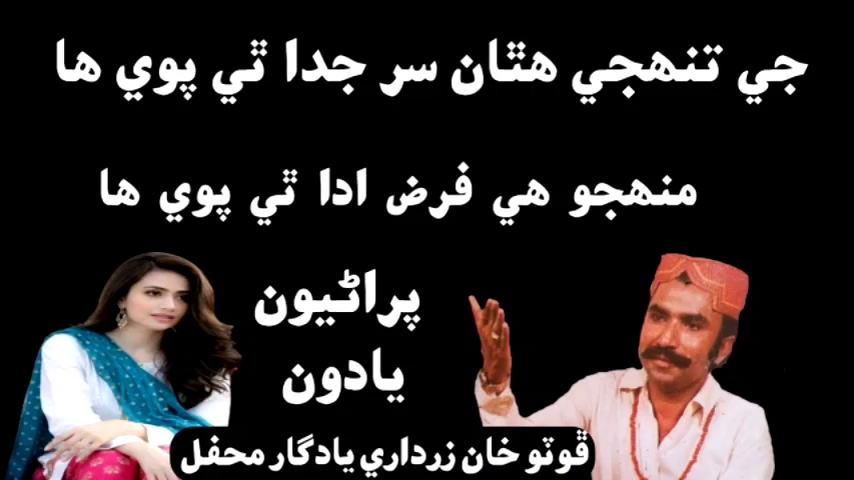 جي تنهجي هٿان سر جدا ٿي پوي ها
منهجو هي فرض ادا ٿي پوي ها
پراڻيون
يادون
ڦوٽو خان زرداري يادگار محفل